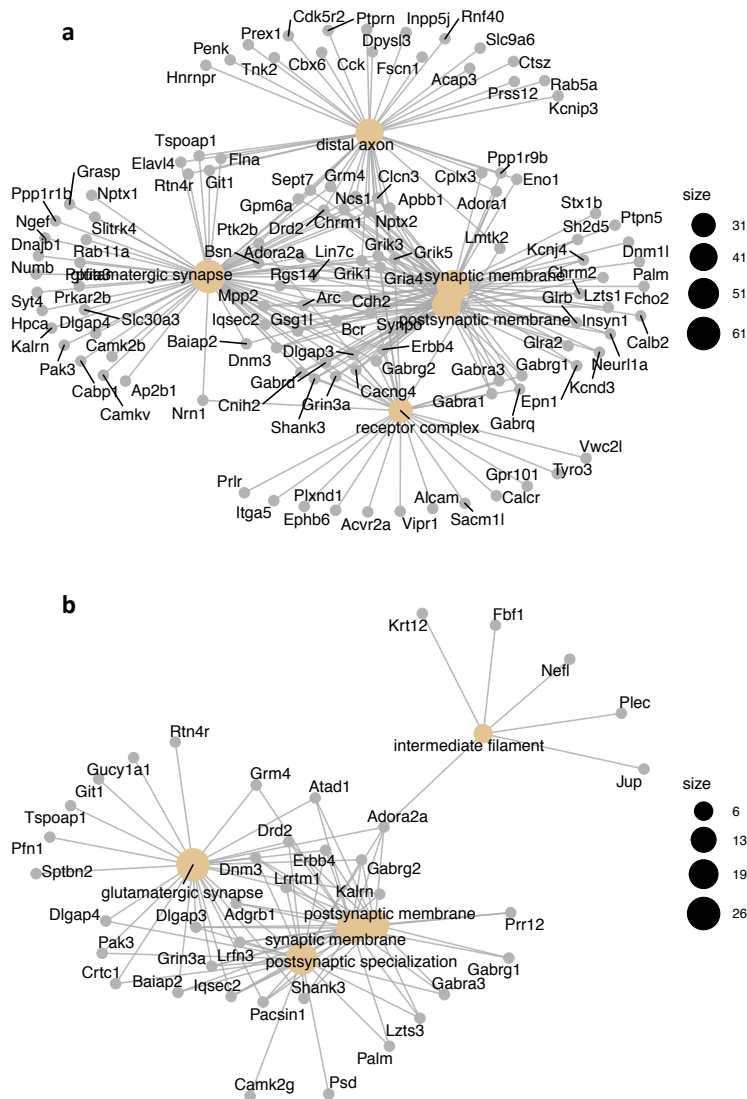 a
Cdk5r2
Ptprn
Inpp5j
Rnf40
Prex1
Dpysl3
Slc9a6
Penk
Cbx6
Cck
Fscn1
Ctsz
Hnrnpr
Tnk2
Acap3
Prss12
Rab5a
Kcnip3
distal axon
Tspoap1
Elavl4
Flna
Rtn4r
Git1
Sept7
Grm4
Clcn3
Cplx3
Ppp1r9b
Eno1
Grasp
Ppp1r1b
Nptx1
Gpm6a
Ncs1
Apbb1
Adora1
Stx1b
size
Ngef
Slitrk4
Ptk2b
Drd2
Chrm1
Nptx2
Sh2d5
Ptpn5
31
Dnajb1
Rab11a
Bsn
Adora2a
Lin7c
Grik3
Grik5
Lmtk2
Kcnj4
Dnm1l
41
Numb
glutamatergic synapse
Rgs14
Grik1
Gria4
synaptic membrane
Chrm2
Palm
Syt4
Prkar2b
Mpp2
Arc
Cdh2
Glrb
Lzts1
Fcho2
51
Hpca
Dlgap4
Slc30a3
Iqsec2
Gsg1l
Bcr
Synpo
postsynaptic membrane
Insyn1
Calb2
61
Kalrn
Camk2b
Baiap2
Dnm3
Dlgap3
Erbb4
Glra2
Neurl1a
Pak3
Gabrd
Gabrg2
Gabra3
Gabrg1
Kcnd3
Cabp1
Ap2b1
Camkv
Nrn1
Cnih2
Grin3a
Cacng4
Gabra1
Epn1
Shank3
receptor complex
Gabrq
Vwc2l
Prlr
Plxnd1
Alcam
Gpr101
Tyro3
Itga5
Ephb6
Acvr2a
Vipr1
Sacm1l
Calcr
b
Krt12
Fbf1
Nefl
Plec
intermediate filament
Jup
size
6
13
19
26
Rtn4r
Gucy1a1
Grm4
Atad1
Git1
Tspoap1
Adora2a
Pfn1
Drd2
Sptbn2
Dnm3
Erbb4
Gabrg2
glutamatergic synapse
Lrrtm1
Kalrn
Dlgap4
Dlgap3
Adgrb1
postsynaptic membrane
Prr12
Pak3
synaptic membrane
Crtc1
Grin3a
Lrfn3
postsynaptic specialization
Gabrg1
Baiap2
Iqsec2
Shank3
Gabra3
Pacsin1
Lzts3
Palm
Camk2g
Psd